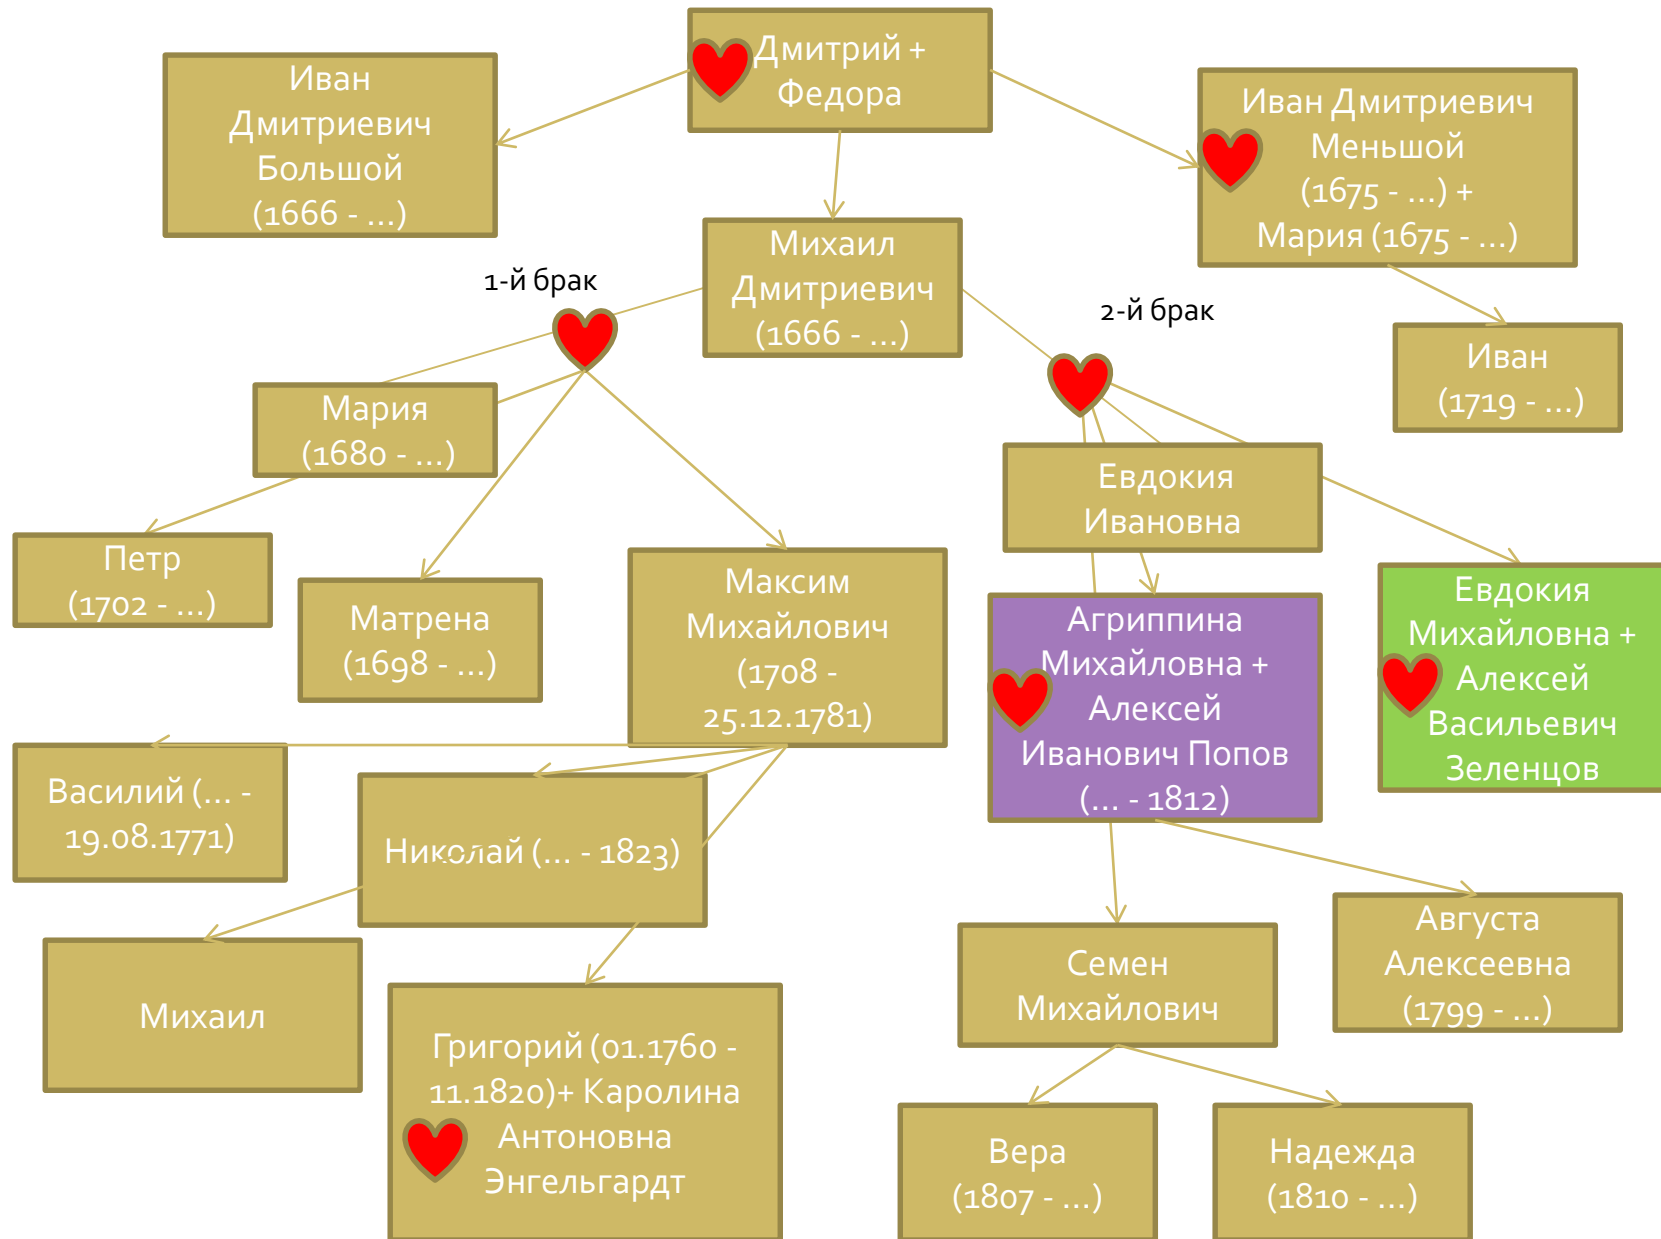 Дмитрий +
Федора
Иван
Дмитриевич
Большой
(1666 - ...)
Иван Дмитриевич
Меньшой
(1675 - ...) +
Мария (1675 - ...)
Михаил
Дмитриевич
(1666 - ...)
1-й брак
2-й брак
Иван
(1719 - ...)
Мария
(1680 - ...)
Евдокия
Ивановна
Петр
(1702 - ...)
Матрена
(1698 - ...)
Максим
Михайлович
(1708 -
25.12.1781)
Агриппина
Михайловна +
Алексей
Иванович Попов
(... - 1812)
Евдокия
Михайловна +
Алексей
Васильевич
Зеленцов
Василий (... -
19.08.1771)
Николай (... - 1823)
Михаил
Григорий (01.1760 -
11.1820)+ Каролина
Антоновна
Энгельгардт
Семен
Михайлович
Августа
Алексеевна
(1799 - ...)
Вера
(1807 - ...)
Надежда
(1810 - ...)